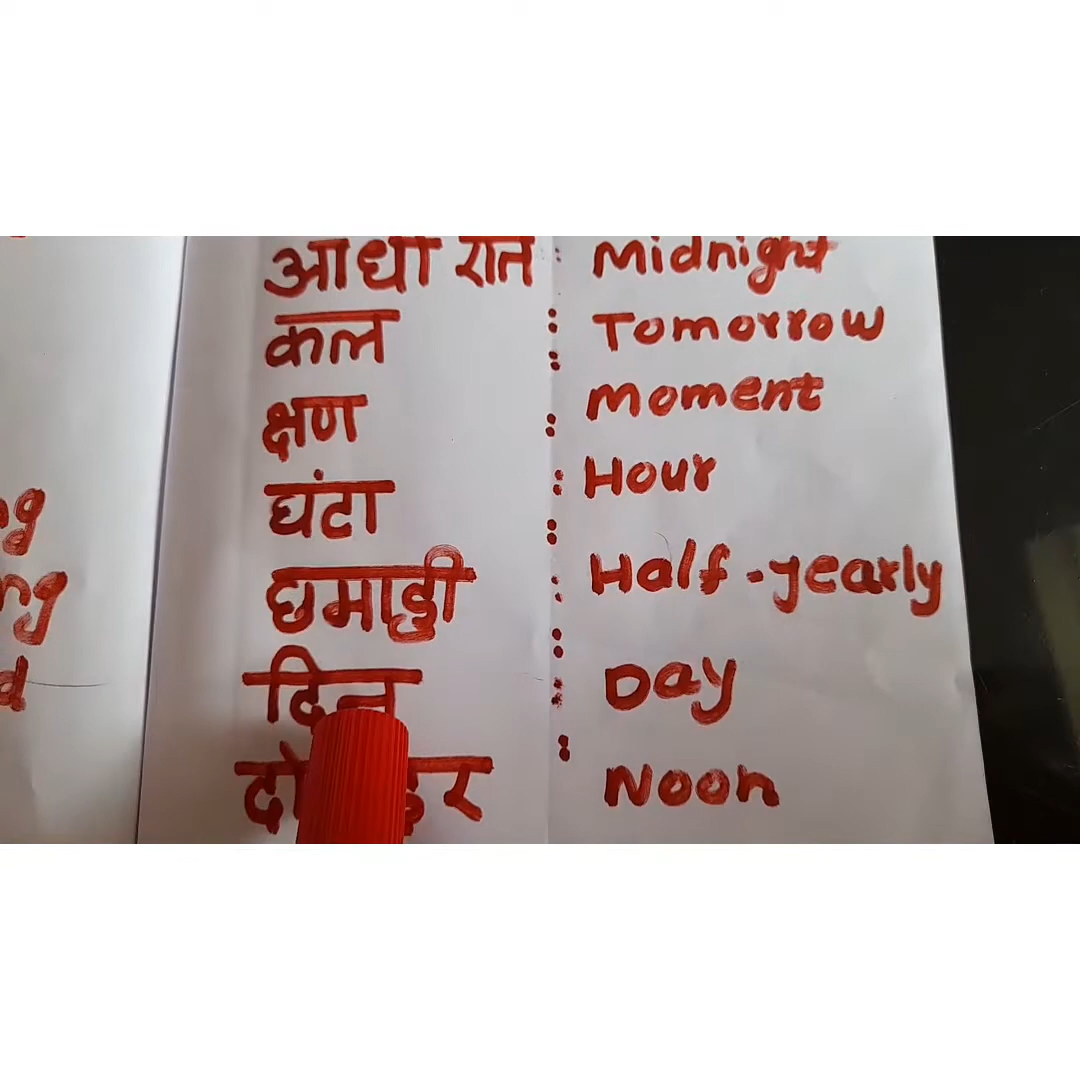 आधी रात : Midnight
कल : Tomorrow
क्षण : Moment
घंटा : Hour
छमाही : Half-yearly
दिन : Day
: Noon